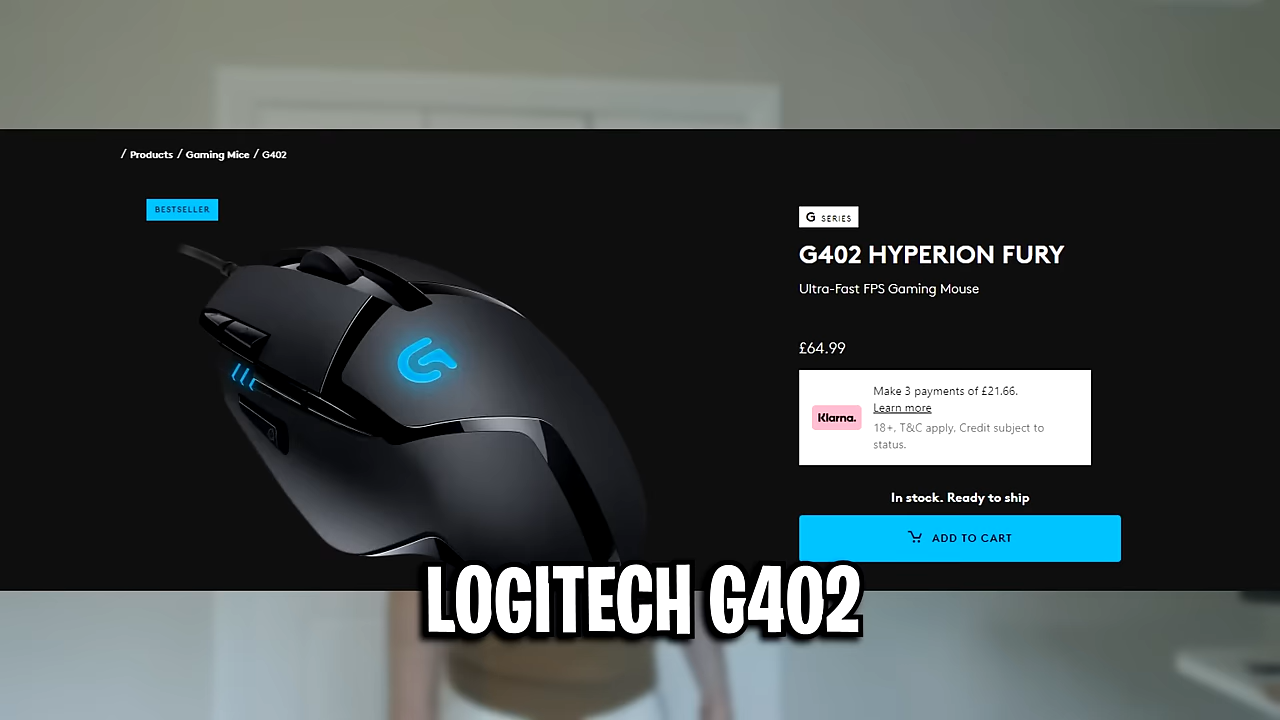 / Products / Gaming Mice / G402
BESTSELLER
G SERIES
G402 HYPERION FURY
Ultra-Fast FPS Gaming Mouse
£64.99
Klarna.
Make 3 payments of £21.66.
Learn more
18+, T&C apply. Credit subject to
status.
In stock. Ready to ship
ADD TO CART
LOGITECH G402